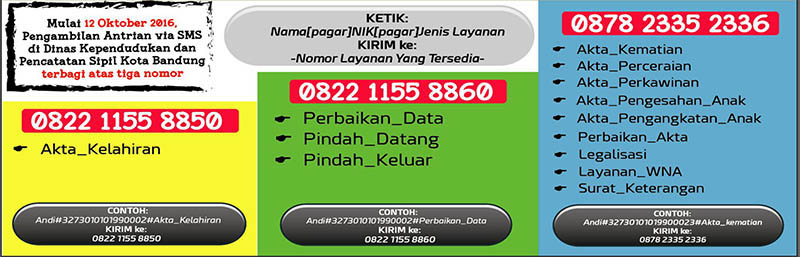 Mulai 12 Oktober 2016,
Pengambilan Antrian via SMS
di Dinas Kependudukan dan
Pencatatan Sipil Kota Bandung
terbagi atas tiga nomor
KETIK:
Nama[pagar]NIK[pagar]Jenis Layanan
KIRIM ke:
-Nomor Layanan Yang Tersedia-
0822 1155 8850
Akta_Kelahiran
CONTOH:
Andi#3273010101990002#Akta_Kelahiran
KIRIM ke:
0822 1155 8850
0822 1155 8860
Perbaikan_Data
Pindah_Datang
Pindah_Keluar
CONTOH:
Andi#3273010101990002#Perbaikan_Data
KIRIM ke:
0822 1155 8860
0878 2335 2336
Akta_Kematian
Akta_Perceraian
Akta_Perkawinan
Akta_Pengesahan_Anak
Akta_Pengangkatan_Anak
Perbaikan_Akta
Legalisasi
Layanan_WNA
Surat_Keterangan
CONTOH:
Andi#32730101019900023#Akta_kematian
KIRIM ke:
0878 2335 2336